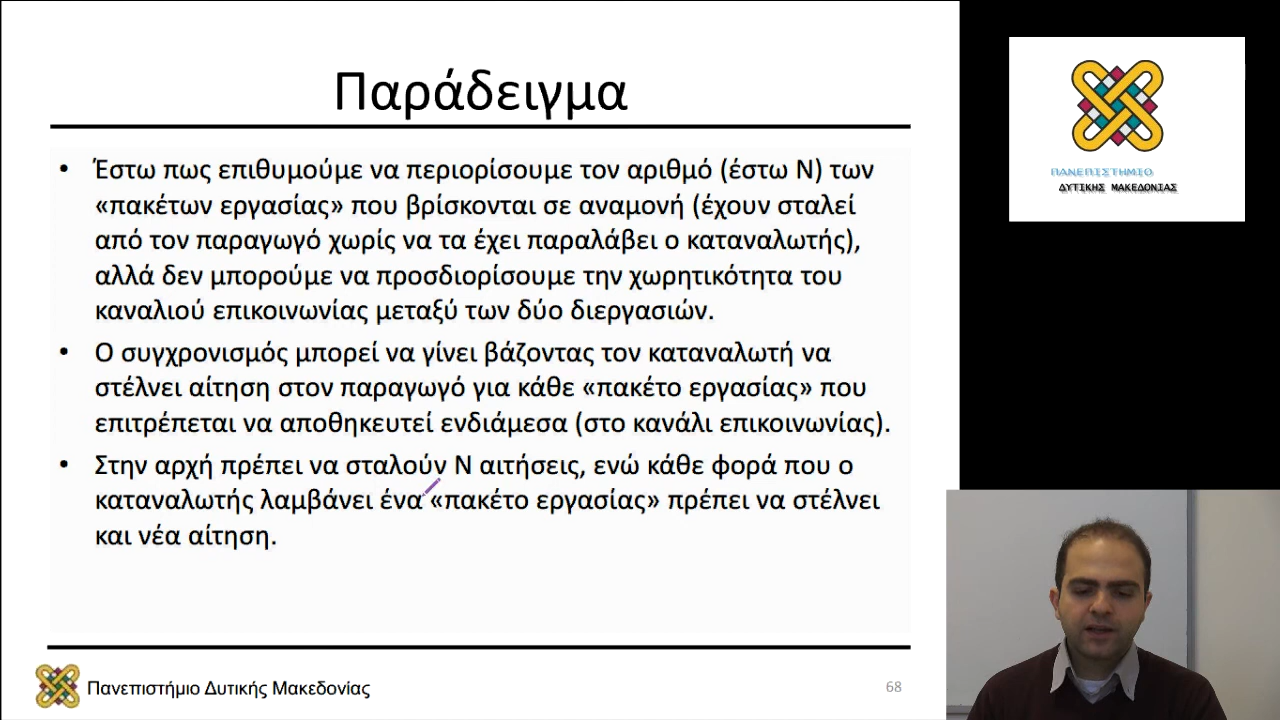 Παράδειγμα
• Έστω πως επιθυμούμε να περιορίσουμε τον αριθμό (έστω Ν) των
«πακέτων εργασίας» που βρίσκονται σε αναμονή (έχουν σταλεί
από τον παραγωγό χωρίς να τα έχει παραλάβει ο καταναλωτής),
αλλά δεν μπορούμε να προσδιορίσουμε την χωρητικότητα του
καναλιού επικοινωνίας μεταξύ των δύο διεργασιών.
• Ο συγχρονισμός μπορεί να γίνει βάζοντας τον καταναλωτή να
στέλνει αίτηση στον παραγωγό για κάθε «πακέτο εργασίας» που
επιτρέπεται να αποθηκευτεί ενδιάμεσα (στο κανάλι επικοινωνίας).
• Στην αρχή πρέπει να σταλούν Ν αιτήσεις, ενώ κάθε φορά που ο
καταναλωτής λαμβάνει ένα «πακέτο εργασίας» πρέπει να στέλνει
και νέα αίτηση.
Πανεπιστήμιο Δυτικής Μακεδονίας
68
ΠΑΝΕΠΙΣΤΗΜΙΟ
ΔΥΤΙΚΗΣ ΜΑΚΕΔΟΝΙΑΣ